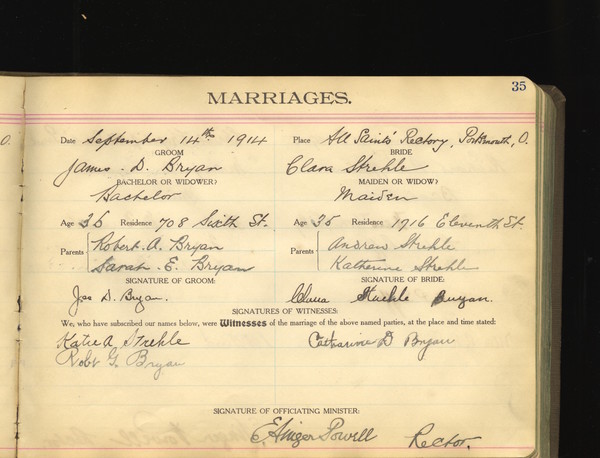 35
MARRIAGES.
O.
Date September 14th 1914 Place All Saints' Rectory, Portsmouth, O.
GROOM BRIDE
James D. Bryan Clara Strehle
BACHELOR OR WIDOWER? MAIDEN OR WIDOW?
Bachelor Maiden
Age 36 Residence 708 Sixth St. Age 35 Residence 1716 Eleventh St.
Parents Robert A. Bryan Parents Andrew Strehle
Sarah E. Bryan Katherine Strehle
SIGNATURE OF GROOM: SIGNATURE OF BRIDE:
Jas D. Bryan. Clara Strehle Bryan.
SIGNATURES OF WITNESSES:
We, who have subscribed our names below, were Witnesses of the marriage of the above named parties, at the place and time stated:
Katie A Strehle Catharine D Bryan
Robt G. Bryan
SIGNATURE OF OFFICIATING MINISTER:
E. Ainger Powell Rector.